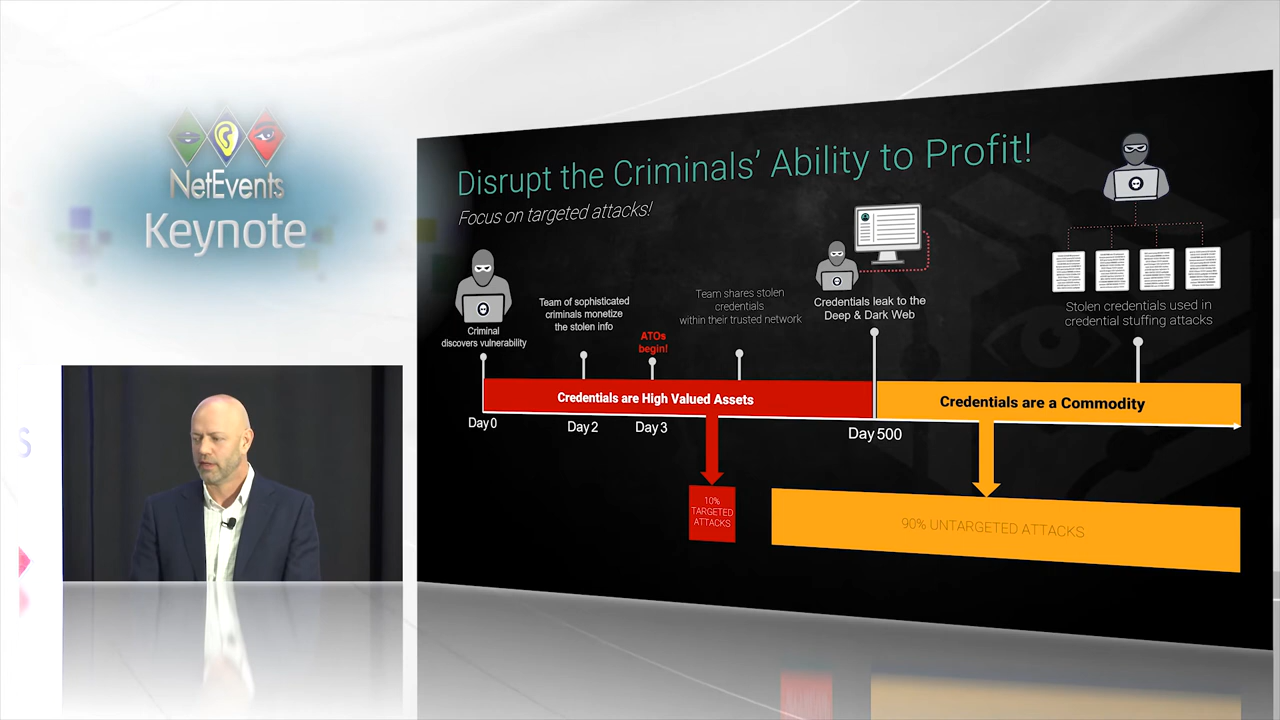 NetEvents
Keynote
S
Disrupt the Criminals' Ability to Profit!
Focus on targeted attacks!
Criminal
discovers vulnerability
Team of sophisticated
criminals monetize
the stolen info
ATOs
begin!
Team shares stolen
credentials
within their trusted network
Credentials leak to the
Deep & Dark Web
Stolen credentials used in
credential stuffing attacks
Credentials are High Valued Assets
Credentials are a Commodity
Day 0
Day 2
Day 3
Day 500
10%
TARGETED
ATTACKS
90% UNTARGETED ATTACKS